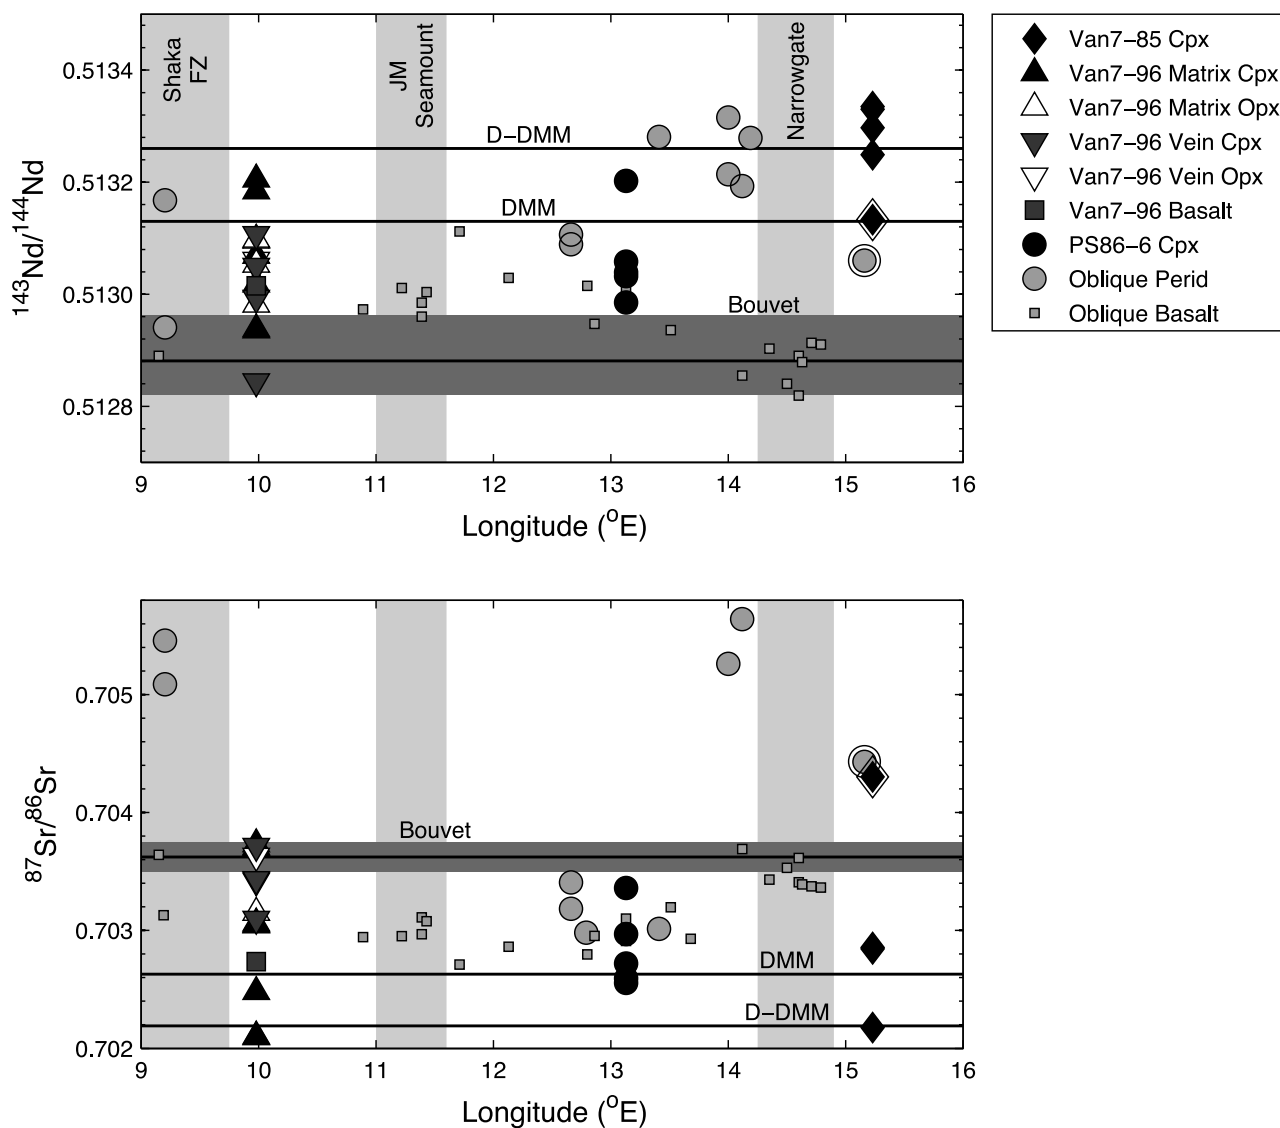 Shaka
FZ
JM
Seamount
Narrowgate
D-DMM
DMM
Bouvet
0.5134
0.5132
0.5130
0.5128
143Nd/144Nd
9 10 11 12 13 14 15 16
Longitude (oE)
Van7-85 Cpx
Van7-96 Matrix Cpx
Van7-96 Matrix Opx
Van7-96 Vein Cpx
Van7-96 Vein Opx
Van7-96 Basalt
PS86-6 Cpx
Oblique Perid
Oblique Basalt
0.705
0.704
0.703
0.702
87Sr/86Sr
Bouvet
DMM
D-DMM
9 10 11 12 13 14 15 16
Longitude (oE)